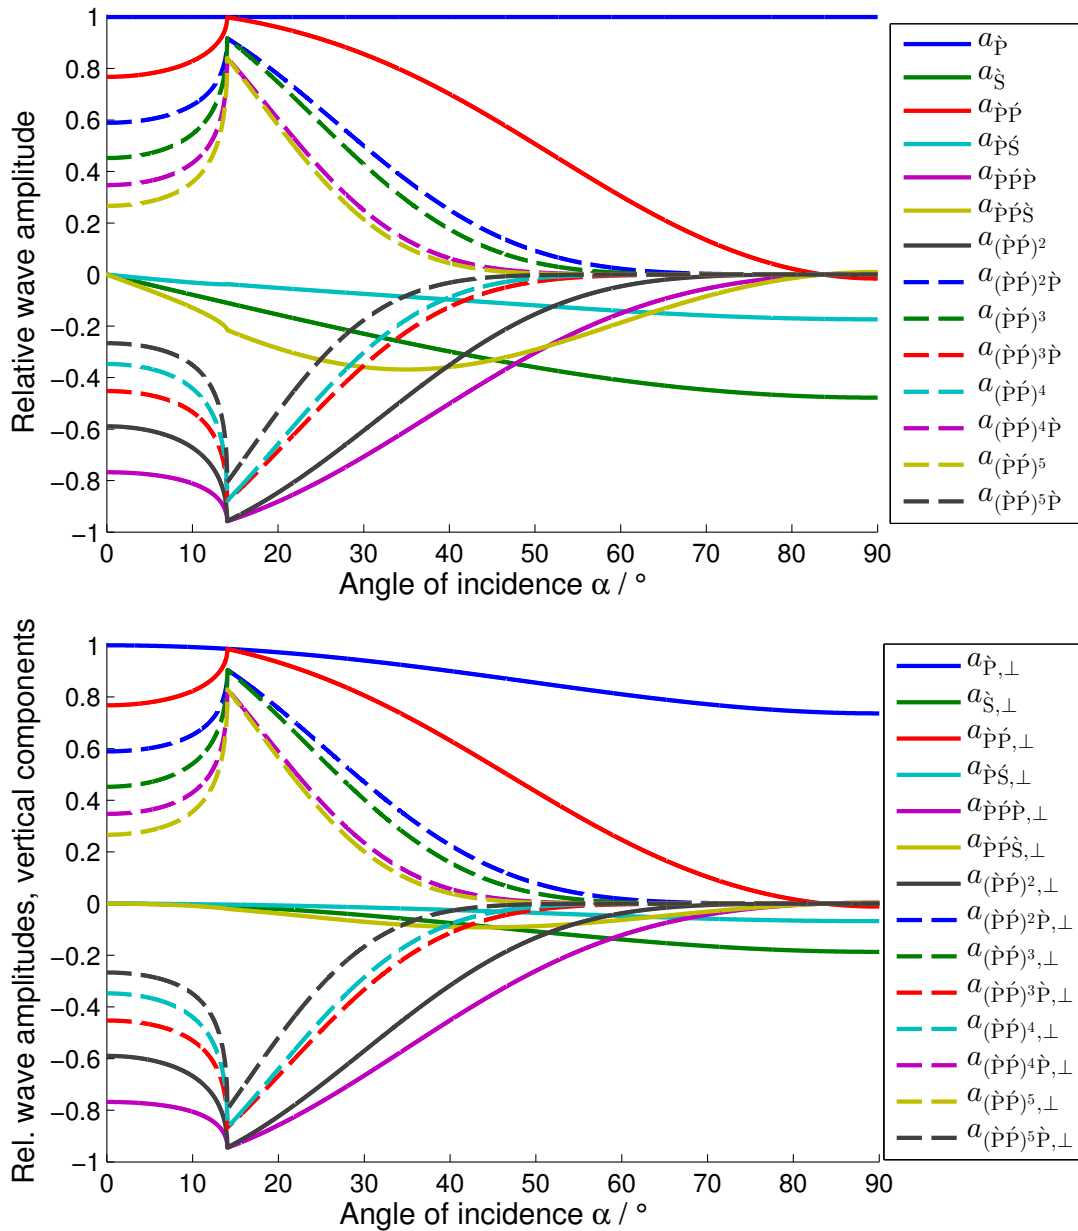 Relative wave amplitude
1
0.8
0.6
0.4
0.2
0
−0.2
−0.4
−0.6
−0.8
−1
0 10 20 30 40 50 60 70 80 90
Angle of incidence α / °
a_P̀
a_S̀
a_P̀Ṕ
a_P̀Ś
a_P̀ṔP̀
a_P̀ṔS̀
a_(P̀Ṕ)²
a_(P̀Ṕ)²P̀
a_(P̀Ṕ)³
a_(P̀Ṕ)³P̀
a_(P̀Ṕ)⁴
a_(P̀Ṕ)⁴P̀
a_(P̀Ṕ)⁵
a_(P̀Ṕ)⁵P̀
Rel. wave amplitudes, vertical components
1
0.8
0.6
0.4
0.2
0
−0.2
−0.4
−0.6
−0.8
−1
0 10 20 30 40 50 60 70 80 90
Angle of incidence α / °
a_P̀,⊥
a_S̀,⊥
a_P̀Ṕ,⊥
a_P̀Ś,⊥
a_P̀ṔP̀,⊥
a_P̀ṔS̀,⊥
a_(P̀Ṕ)²,⊥
a_(P̀Ṕ)²P̀,⊥
a_(P̀Ṕ)³,⊥
a_(P̀Ṕ)³P̀,⊥
a_(P̀Ṕ)⁴,⊥
a_(P̀Ṕ)⁴P̀,⊥
a_(P̀Ṕ)⁵,⊥
a_(P̀Ṕ)⁵P̀,⊥